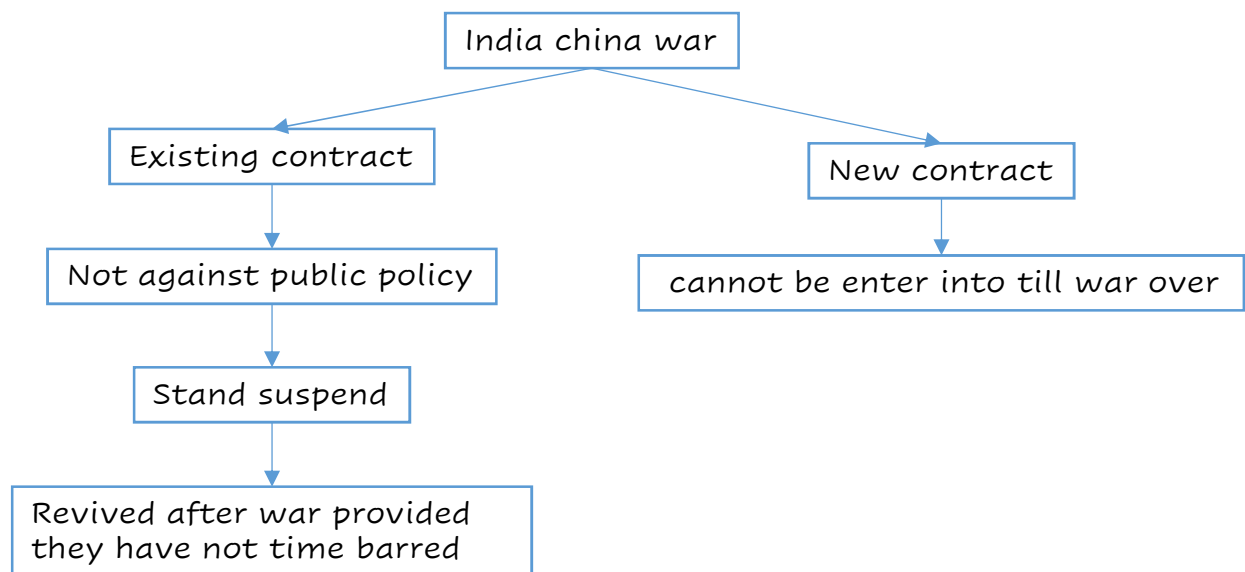 India china war
Existing contract
New contract
Not against public policy
cannot be enter into till war over
Stand suspend
Revived after war provided
they have not time barred